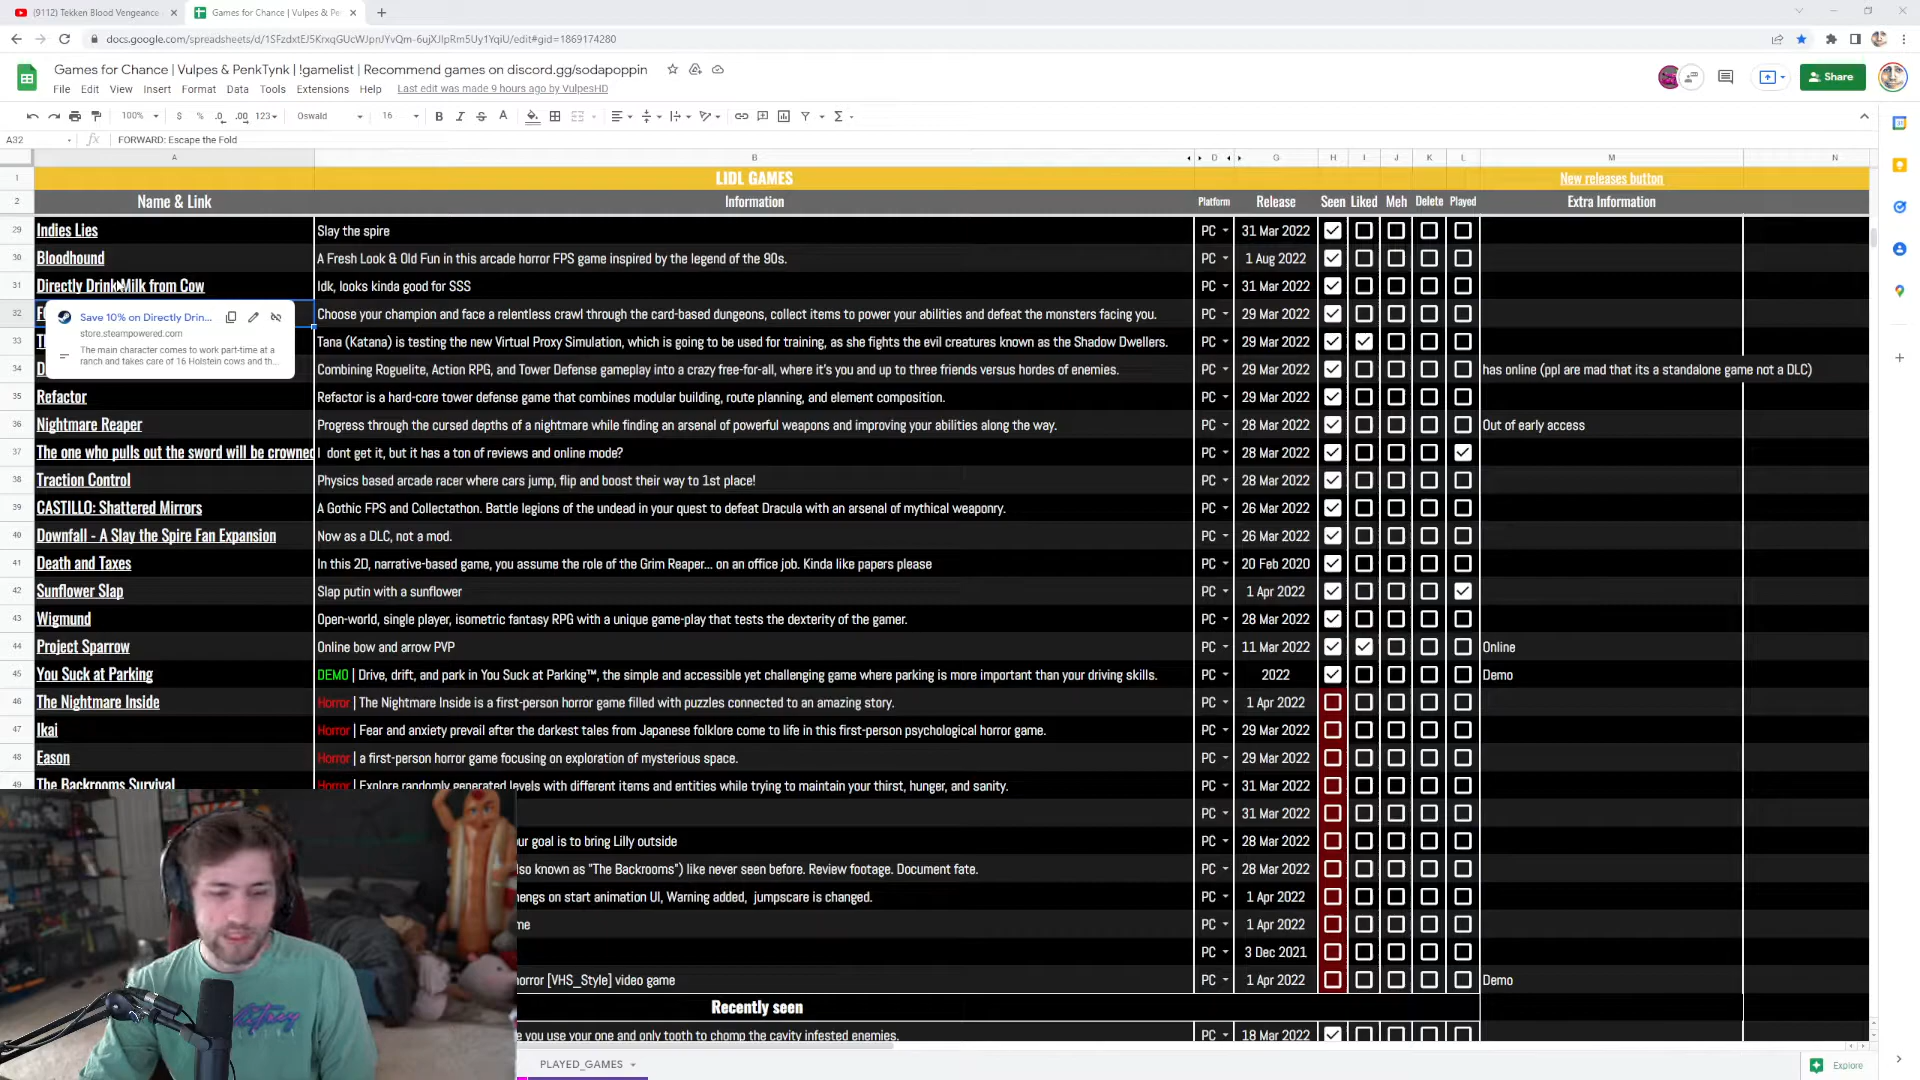 (9112) Tekken Blood Vengeance
Games for Chance | Vulpes & Pe
docs.google.com/spreadsheets/d/1SFzdxtEJ5KrxqGUcWJpnJYvQm-6ujXJlpRm5Uy1YqiU/edit#gid=1869174280
Games for Chance | Vulpes & PenkTynk | !gamelist | Recommend games on discord.gg/sodapoppin
Share
File Edit View Insert Format Data Tools Extensions Help Last edit was made 9 hours ago by VulpesHD
100% $ % .0 .00 123 Oswald 16 B I S A
A32 fx FORWARD: Escape the Fold
A B D G H I J K L M N
1 LIDL GAMES New releases button
2 Name & Link Information Platform Release Seen Liked Meh Delete Played Extra Information
29 Indies Lies Slay the spire PC 31 Mar 2022
30 Bloodhound A Fresh Look & Old Fun in this arcade horror FPS game inspired by the legend of the 90s. PC 1 Aug 2022
31 Directly Drink Milk from Cow Idk, looks kinda good for SSS PC 31 Mar 2022
32 Choose your champion and face a relentless crawl through the card-based dungeons, collect items to power your abilities and defeat the monsters facing you. PC 29 Mar 2022
Save 10% on Directly Drin...
store.steampowered.com
The main character comes to work part-time at a
ranch and takes care of 16 Holstein cows and th...
33 Tana (Katana) is testing the new Virtual Proxy Simulation, which is going to be used for training, as she fights the evil creatures known as the Shadow Dwellers. PC 29 Mar 2022
34 D Combining Roguelite, Action RPG, and Tower Defense gameplay into a crazy free-for-all, where it's you and up to three friends versus hordes of enemies. PC 29 Mar 2022 has online (ppl are mad that its a standalone game not a DLC)
35 Refactor Refactor is a hard-core tower defense game that combines modular building, route planning, and element composition. PC 29 Mar 2022
36 Nightmare Reaper Progress through the cursed depths of a nightmare while finding an arsenal of powerful weapons and improving your abilities along the way. PC 28 Mar 2022 Out of early access
37 The one who pulls out the sword will be crowned I dont get it, but it has a ton of reviews and online mode? PC 28 Mar 2022
38 Traction Control Physics based arcade racer where cars jump, flip and boost their way to 1st place! PC 28 Mar 2022
39 CASTILLO: Shattered Mirrors A Gothic FPS and Collectathon. Battle legions of the undead in your quest to defeat Dracula with an arsenal of mythical weaponry. PC 26 Mar 2022
40 Downfall - A Slay the Spire Fan Expansion Now as a DLC, not a mod. PC 26 Mar 2022
41 Death and Taxes In this 2D, narrative-based game, you assume the role of the Grim Reaper... on an office job. Kinda like papers please PC 20 Feb 2020
42 Sunflower Slap Slap putin with a sunflower PC 1 Apr 2022
43 Wigmund Open-world, single player, isometric fantasy RPG with a unique game-play that tests the dexterity of the gamer. PC 28 Mar 2022
44 Project Sparrow Online bow and arrow PVP PC 11 Mar 2022 Online
45 You Suck at Parking DEMO | Drive, drift, and park in You Suck at Parking™, the simple and accessible yet challenging game where parking is more important than your driving skills. PC 2022 Demo
46 The Nightmare Inside Horror | The Nightmare Inside is a first-person horror game filled with puzzles connected to an amazing story. PC 1 Apr 2022
47 Ikai Horror | Fear and anxiety prevail after the darkest tales from Japanese folklore come to life in this first-person psychological horror game. PC 29 Mar 2022
48 Eason Horror | a first-person horror game focusing on exploration of mysterious space. PC 29 Mar 2022
49 The Backrooms Survival Horror | Explore randomly generated levels with different items and entities while trying to maintain your thirst, hunger, and sanity. PC 31 Mar 2022
PC 31 Mar 2022
ur goal is to bring Lilly outside PC 28 Mar 2022
lso known as "The Backrooms") like never seen before. Review footage. Document fate. PC 28 Mar 2022
hengs on start animation UI, Warning added, jumpscare is changed. PC 1 Apr 2022
me PC 1 Apr 2022
PC 3 Dec 2021
horror [VHS_Style] video game PC 1 Apr 2022 Demo
Recently seen
e you use your one and only tooth to chomp the cavity infested enemies. PC 18 Mar 2022
PLAYED_GAMES
Explore